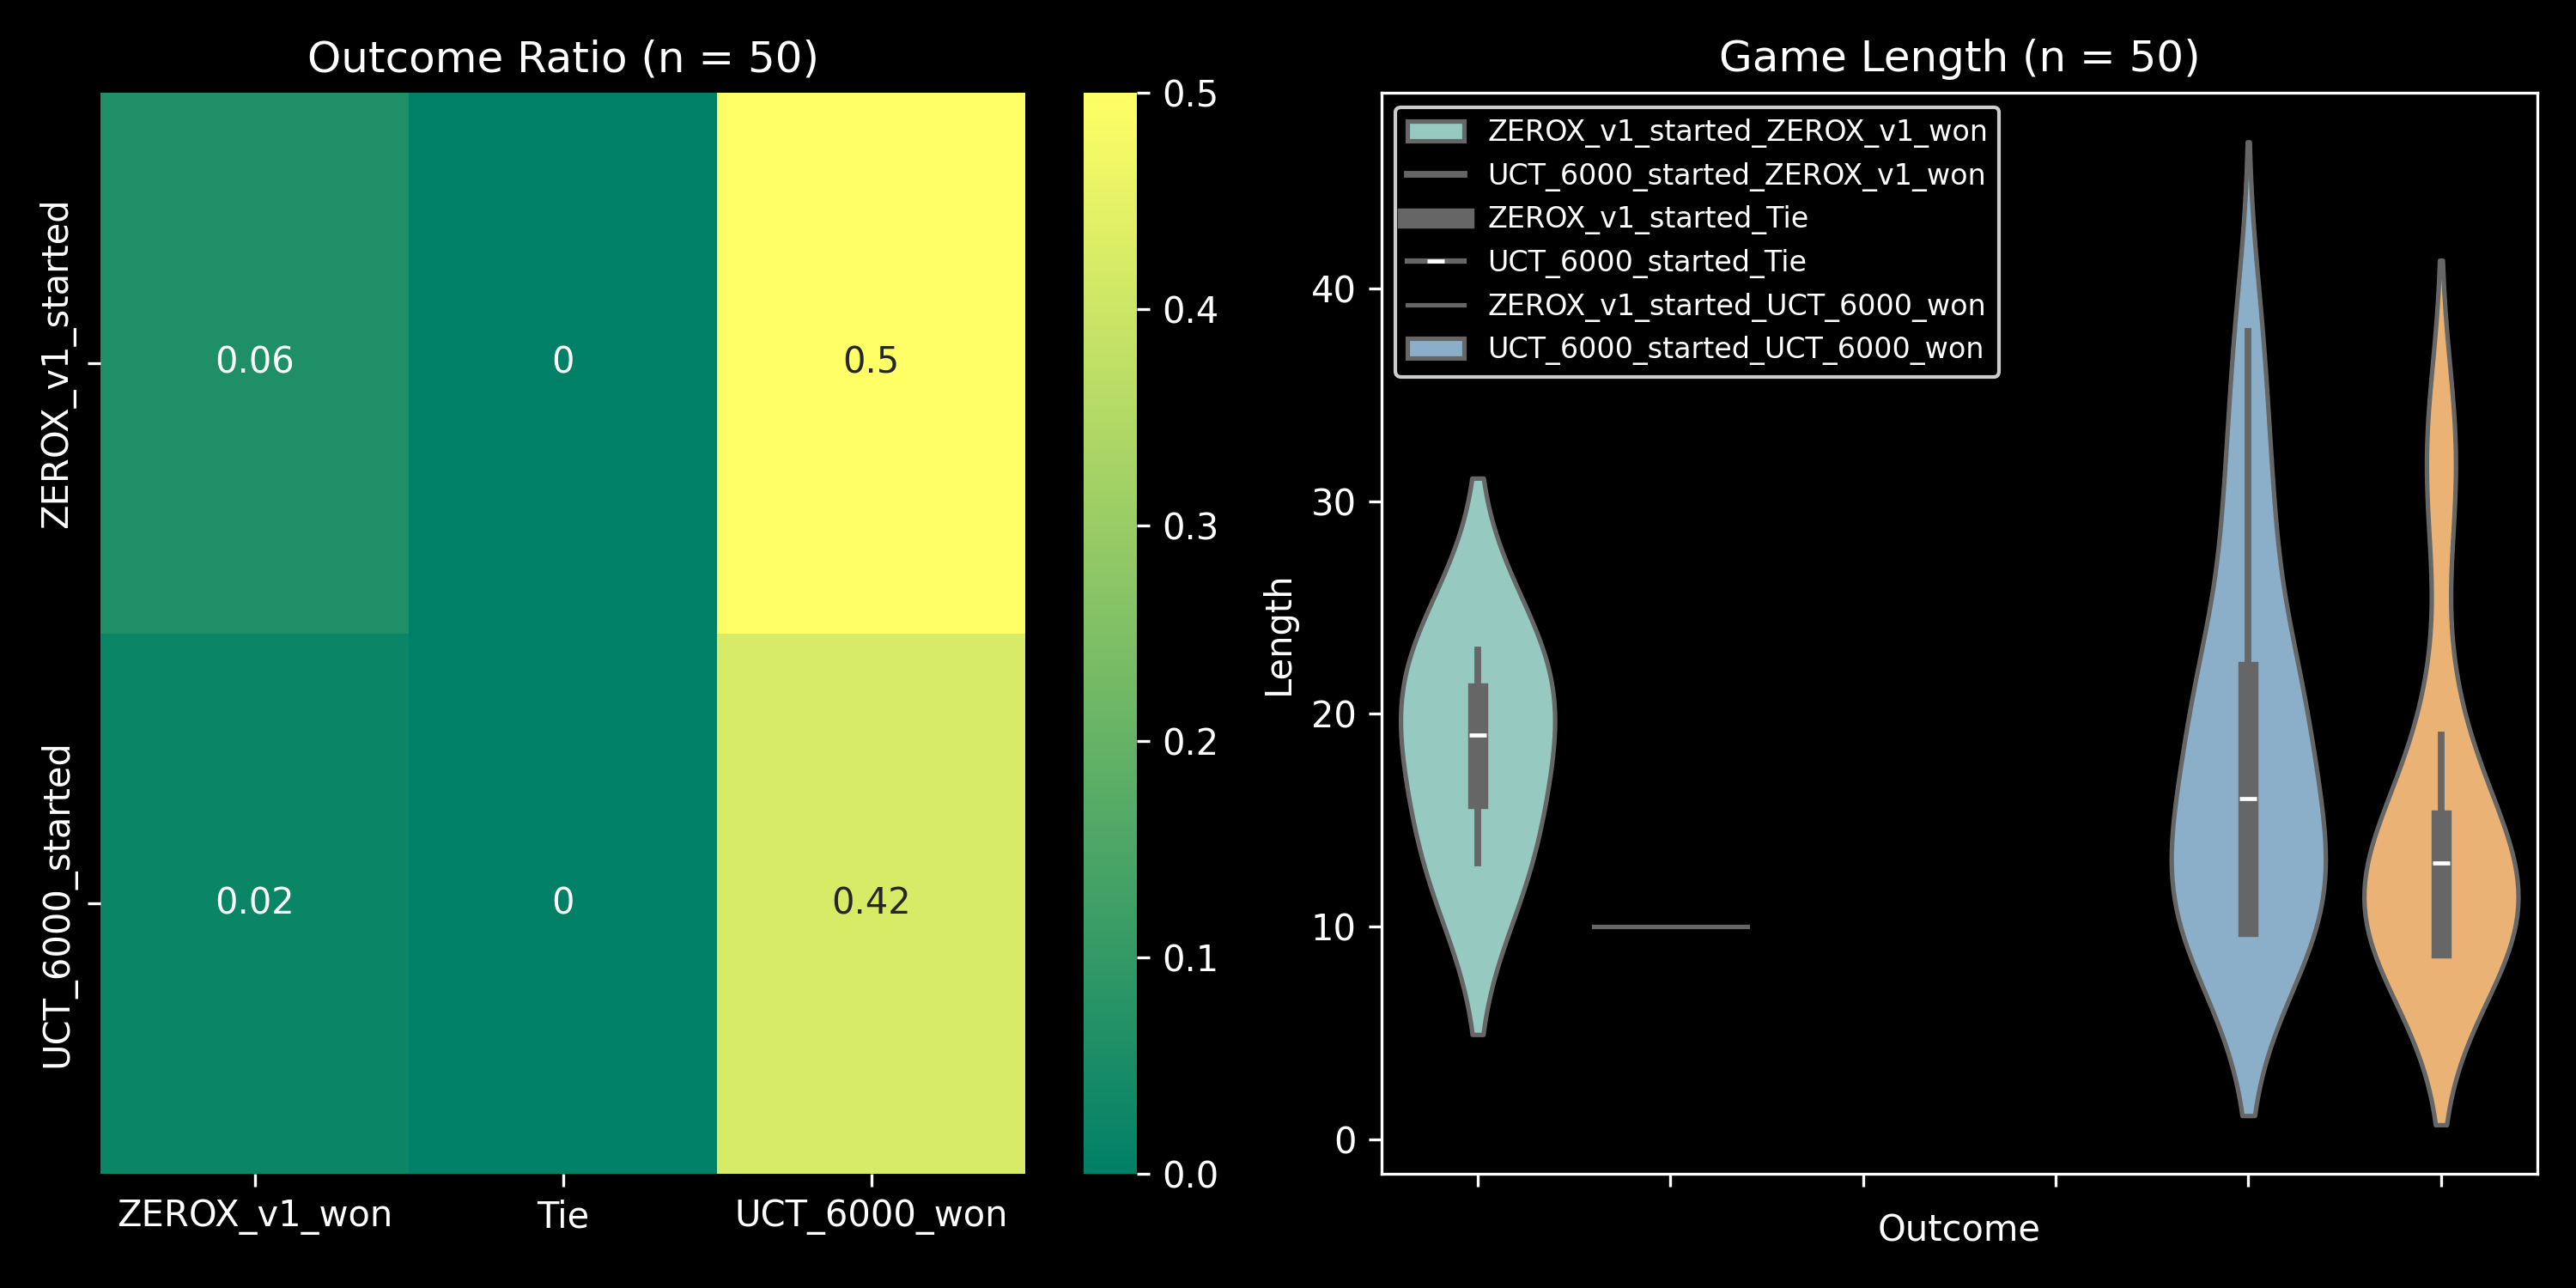 Outcome Ratio (n = 50)
ZEROX_v1_started
UCT_6000_started
0.06
0
0.5
0.02
0
0.42
ZEROX_v1_won
Tie
UCT_6000_won
0.5
0.4
0.3
0.2
0.1
0.0
Game Length (n = 50)
ZEROX_v1_started_ZEROX_v1_won
UCT_6000_started_ZEROX_v1_won
ZEROX_v1_started_Tie
UCT_6000_started_Tie
ZEROX_v1_started_UCT_6000_won
UCT_6000_started_UCT_6000_won
Length
40
30
20
10
0
Outcome